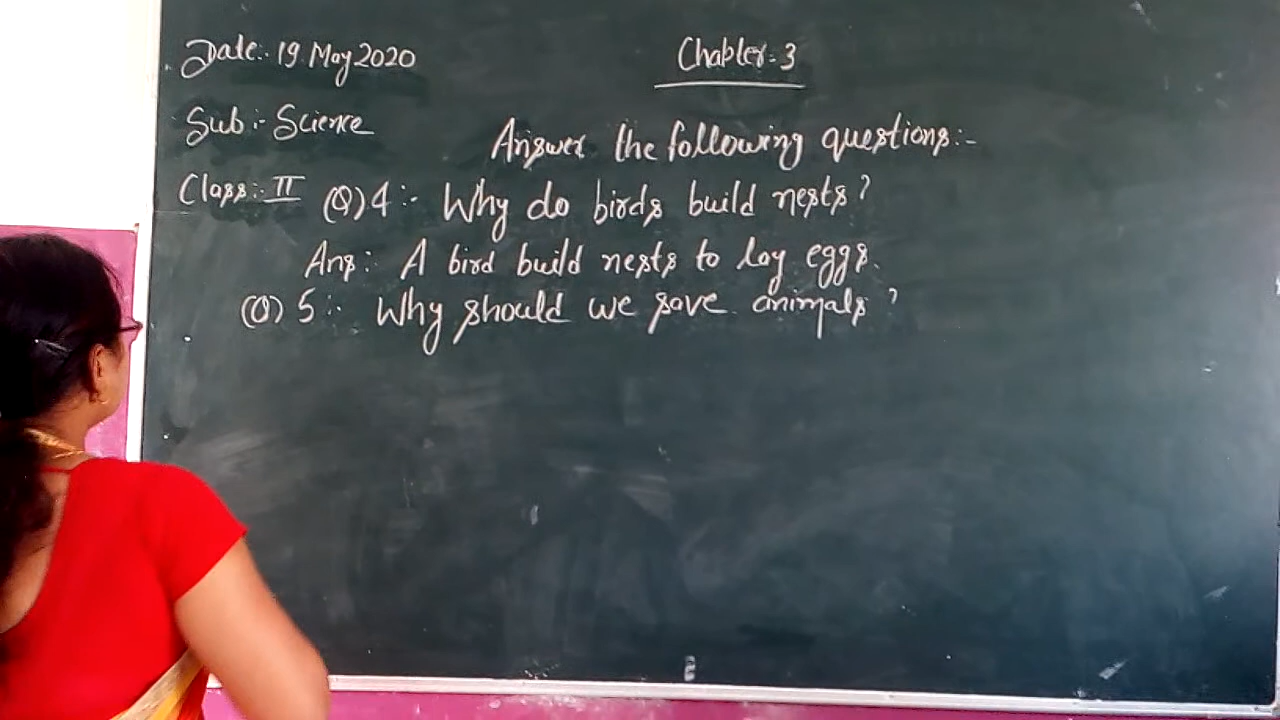 Date:- 19 May 2020
Chapter-3
Sub:- Science
Answer the following questions:-
Class:- II
(Q) 4:- Why do birds build nests?
Ans:- A bird build nests to lay eggs.
(Q) 5:- Why should we save animals?